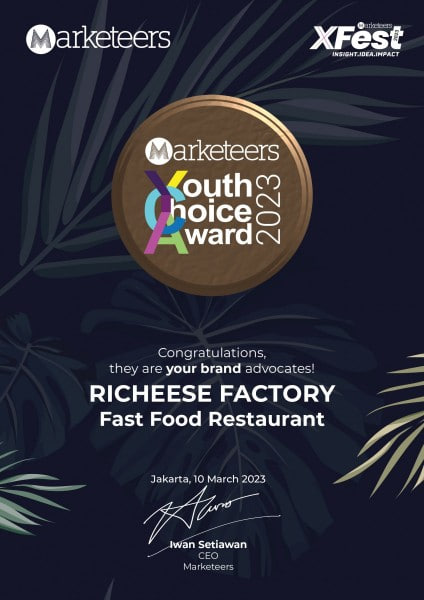 Marketeers
Marketeers
XFest
INSIGHT.IDEA.IMPACT
Marketeers
Youth
Choice
Award
2023
Congratulations,
they are your brand advocates!
RICHEESE FACTORY
Fast Food Restaurant
Jakarta, 10 March 2023
Iwan Setiawan
CEO
Marketeers